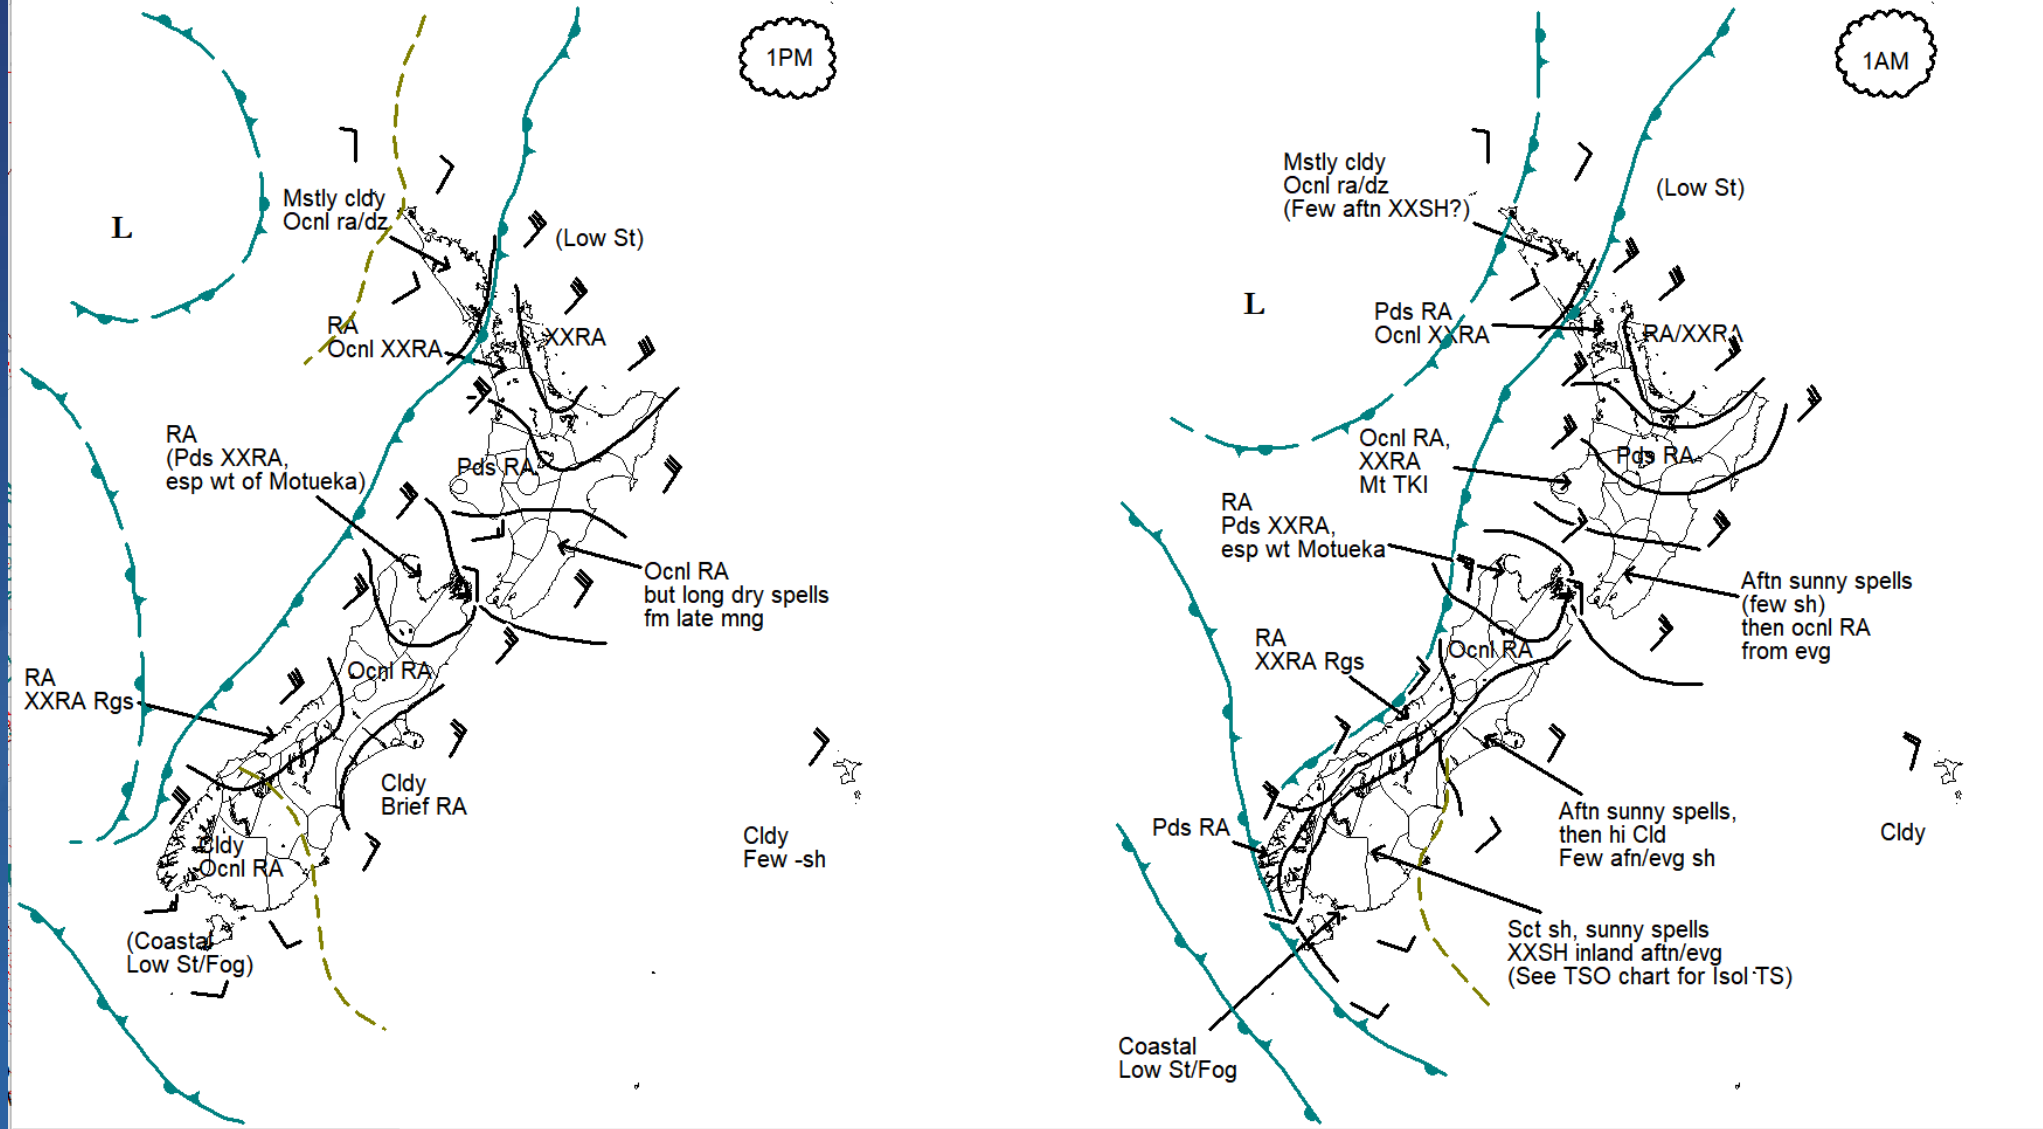 1PM
Mstly cldy
Ocnl ra/dz
L
(Low St)
RA
Ocnl XXRA
XXRA
RA
(Pds XXRA,
esp wt of Motueka)
Pds RA
Ocnl RA
but long dry spells
fm late mng
RA
XXRA Rgs
Ocnl RA
Cldy
Brief RA
Cldy
Few -sh
Cldy
Ocnl RA
(Coastal
Low St/Fog)
1AM
Mstly cldy
Ocnl ra/dz
(Few aftn XXSH?)
(Low St)
L
Pds RA
Ocnl XXRA
RA/XXRA
Ocnl RA,
XXRA
Mt TKI
Pds RA
RA
Pds XXRA,
esp wt Motueka
Aftn sunny spells
(few sh)
then ocnl RA
from evg
RA
XXRA Rgs
Ocnl RA
Pds RA
Aftn sunny spells,
then hi Cld
Few afn/evg sh
Cldy
Sct sh, sunny spells
XXSH inland aftn/evg
(See TSO chart for Isol TS)
Coastal
Low St/Fog